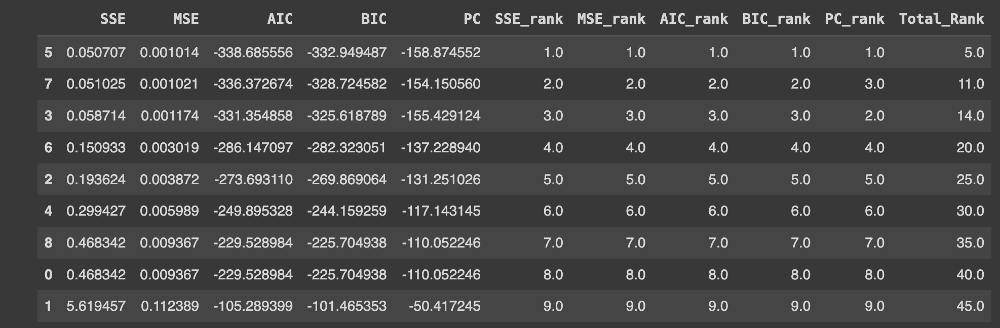 SSE MSE AIC BIC PC SSE_rank MSE_rank AIC_rank BIC_rank PC_rank Total_Rank
5 0.050707 0.001014 -338.685556 -332.949487 -158.874552 1.0 1.0 1.0 1.0 1.0 5.0
7 0.051025 0.001021 -336.372674 -328.724582 -154.150560 2.0 2.0 2.0 2.0 3.0 11.0
3 0.058714 0.001174 -331.354858 -325.618789 -155.429124 3.0 3.0 3.0 3.0 2.0 14.0
6 0.150933 0.003019 -286.147097 -282.323051 -137.228940 4.0 4.0 4.0 4.0 4.0 20.0
2 0.193624 0.003872 -273.693110 -269.869064 -131.251026 5.0 5.0 5.0 5.0 5.0 25.0
4 0.299427 0.005989 -249.895328 -244.159259 -117.143145 6.0 6.0 6.0 6.0 6.0 30.0
8 0.468342 0.009367 -229.528984 -225.704938 -110.052246 7.0 7.0 7.0 7.0 7.0 35.0
0 0.468342 0.009367 -229.528984 -225.704938 -110.052246 8.0 8.0 8.0 8.0 8.0 40.0
1 5.619457 0.112389 -105.289399 -101.465353 -50.417245 9.0 9.0 9.0 9.0 9.0 45.0